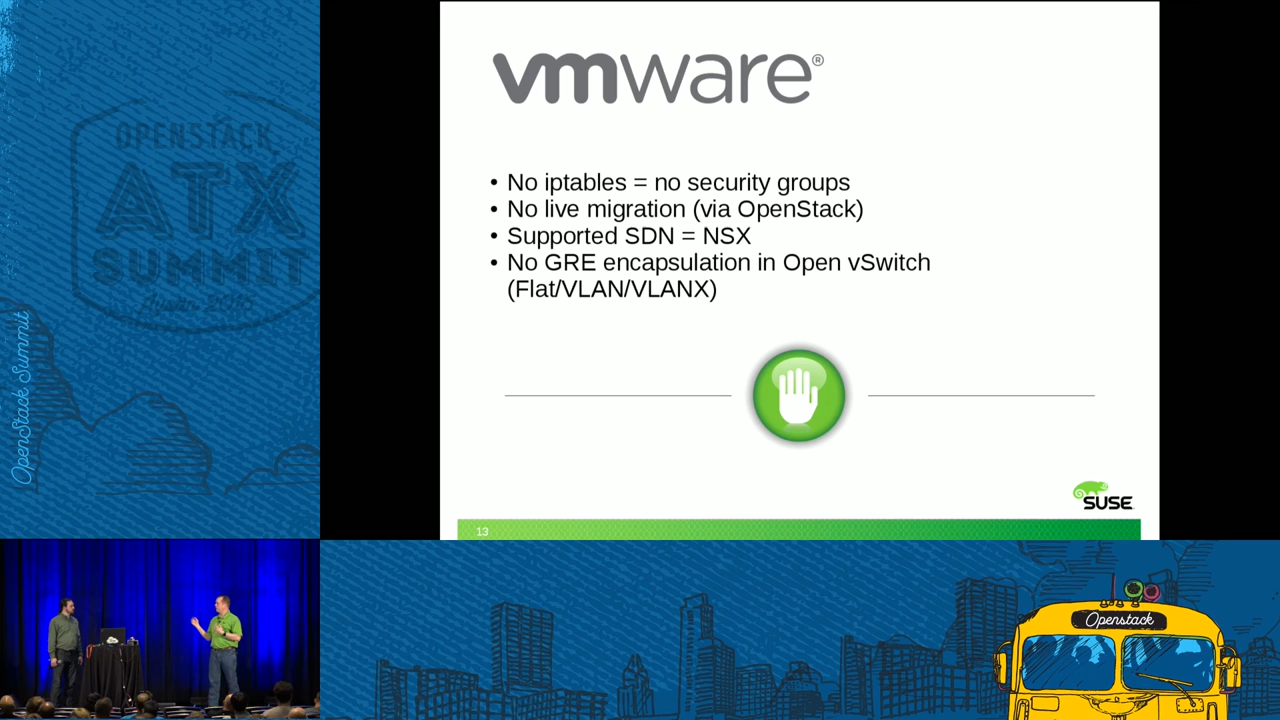 OPENSTACK
ATX
SUMMIT
Austin 2016
OpenStack Summit
vmware®
• No iptables = no security groups
• No live migration (via OpenStack)
• Supported SDN = NSX
• No GRE encapsulation in Open vSwitch
(Flat/VLAN/VLANX)
SUSE
13
Openstack